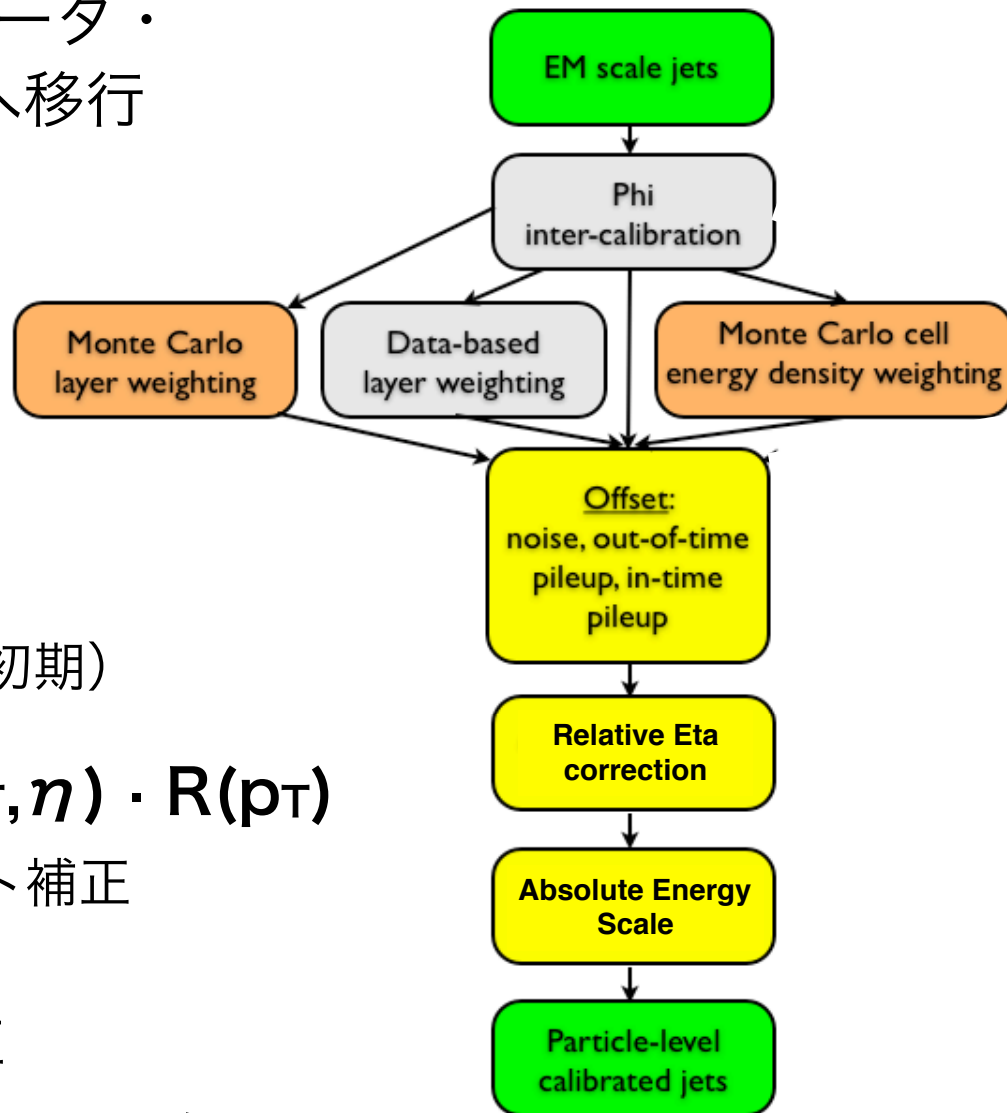 ータ・
へ移行
EM scale jets
Phi
inter-calibration
Monte Carlo
layer weighting
Data-based
layer weighting
Monte Carlo cell
energy density weighting
Offset:
noise, out-of-time
pileup, in-time
pileup
初期）
Relative Eta
correction
,η) · R(pT)
ト補正
Absolute Energy
Scale
Particle-level
calibrated jets